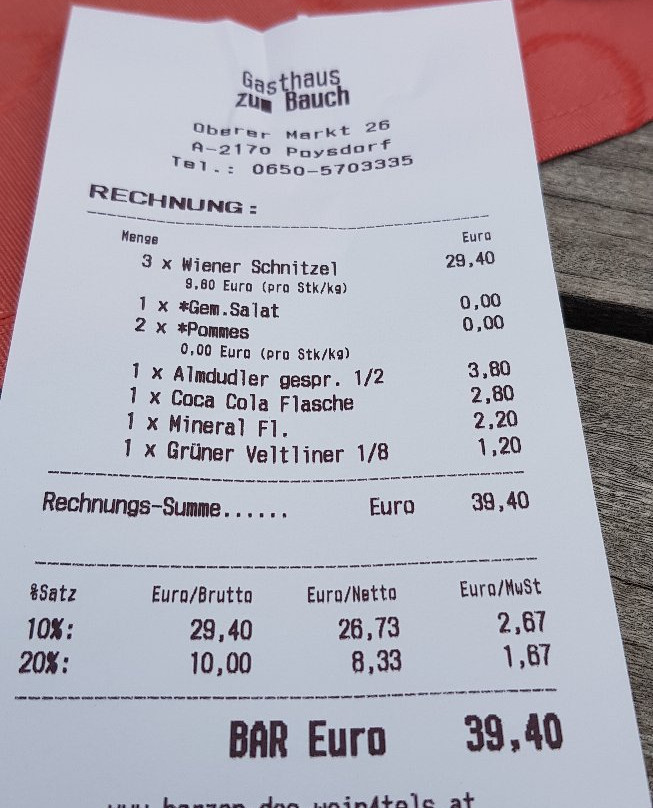 Gasthaus
zum Bauch
Oberer Markt 26
A-2170 Poysdorf
Tel.: 0650-5703335
RECHNUNG:
Menge Euro
3 x Wiener Schnitzel 29,40
9,80 Euro (pro Stk/kg)
1 x *Gem.Salat 0,00
2 x *Pommes 0,00
0,00 Euro (pro Stk/kg)
1 x Almdudler gespr. 1/2 3,80
1 x Coca Cola Flasche 2,80
1 x Mineral Fl. 2,20
1 x Grüner Veltliner 1/8 1,20
Rechnungs-Summe...... Euro 39,40
%Satz Euro/Brutto Euro/Netto Euro/MwSt
10%: 29,40 26,73 2,67
20%: 10,00 8,33 1,67
BAR Euro 39,40